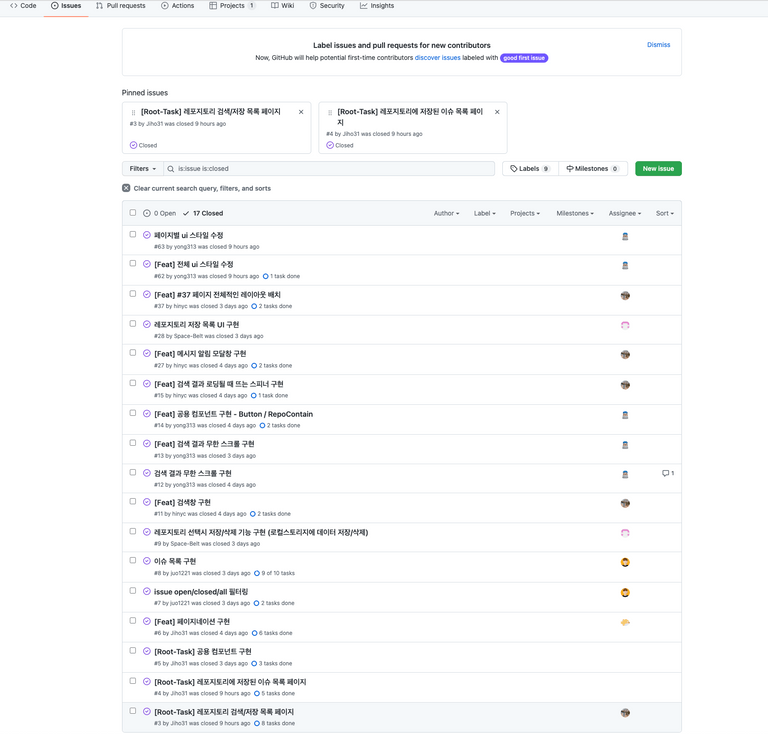 Code Issues Pull requests Actions Projects 1 Wiki Security Insights
Label issues and pull requests for new contributors
Dismiss
Now, GitHub will help potential first-time contributors discover issues labeled with good first issue
Pinned issues
[Root-Task] 레포지토리 검색/저장 목록 페이지
#3 by Jiho31 was closed 9 hours ago
Closed
[Root-Task] 레포지토리에 저장된 이슈 목록 페이
지
#4 by Jiho31 was closed 9 hours ago
Closed
Filters is:issue is:closed Labels 9 Milestones 0 New issue
Clear current search query, filters, and sorts
0 Open 17 Closed Author Label Projects Milestones Assignee Sort
페이지별 ui 스타일 수정
#63 by yong313 was closed 9 hours ago
[Feat] 전체 ui 스타일 수정
#62 by yong313 was closed 9 hours ago 1 task done
[Feat] #37 페이지 전체적인 레이아웃 배치
#37 by hinyc was closed 3 days ago 2 tasks done
레포지토리 저장 목록 UI 구현
#28 by Space-Belt was closed 3 days ago
[Feat] 메시지 알림 모달창 구현
#27 by hinyc was closed 4 days ago 2 tasks done
[Feat] 검색 결과 로딩될 때 뜨는 스피너 구현
#15 by hinyc was closed 4 days ago 1 task done
[Feat] 공용 컴포넌트 구현 - Button / RepoContain
#14 by yong313 was closed 4 days ago 2 tasks done
[Feat] 검색 결과 무한 스크롤 구현
#13 by yong313 was closed 3 days ago
검색 결과 무한 스크롤 구현
1
#12 by yong313 was closed 4 days ago
[Feat] 검색창 구현
#11 by hinyc was closed 4 days ago 2 tasks done
레포지토리 선택시 저장/삭제 기능 구현 (로컬스토리지에 데이터 저장/삭제)
#9 by Space-Belt was closed 3 days ago
이슈 목록 구현
#8 by juo1221 was closed 3 days ago 9 of 10 tasks
issue open/closed/all 필터링
#7 by juo1221 was closed 3 days ago 2 tasks done
[Feat] 페이지네이션 구현
#6 by Jiho31 was closed 4 days ago 6 tasks done
[Root-Task] 공용 컴포넌트 구현
#5 by Jiho31 was closed 3 days ago 3 tasks done
[Root-Task] 레포지토리에 저장된 이슈 목록 페이지
#4 by Jiho31 was closed 9 hours ago 5 tasks done
[Root-Task] 레포지토리 검색/저장 목록 페이지
#3 by Jiho31 was closed 9 hours ago 8 tasks done